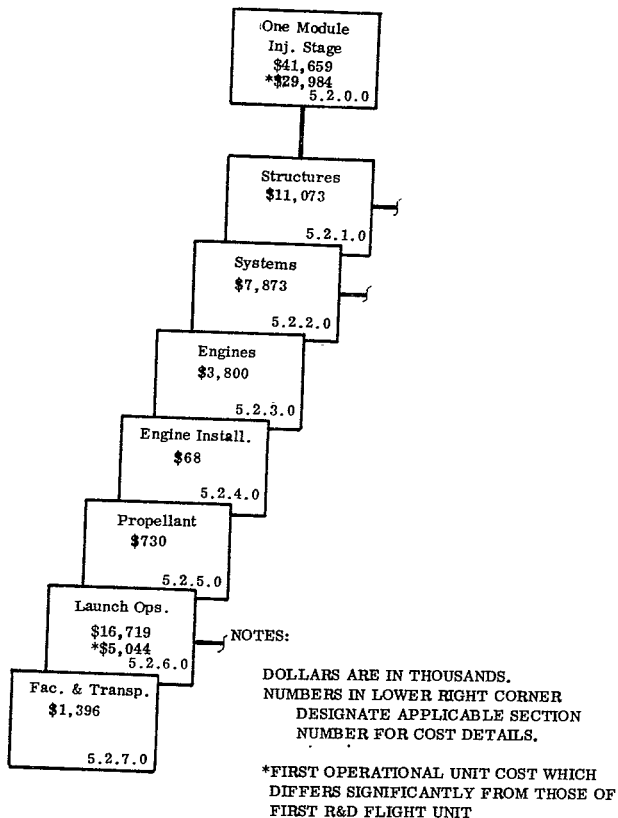 One Module
Inj. Stage
$41,659
*$29,984
5.2.0.0
Structures
$11,073
5.2.1.0
Systems
$7,873
5.2.2.0
Engines
$3,800
5.2.3.0
Engine Install.
$68
5.2.4.0
Propellant
$730
5.2.5.0
Launch Ops.
$16,719
*$5,044
5.2.6.0
Fac. & Transp.
$1,396
5.2.7.0
NOTES:
DOLLARS ARE IN THOUSANDS.
NUMBERS IN LOWER RIGHT CORNER
DESIGNATE APPLICABLE SECTION
NUMBER FOR COST DETAILS.
*FIRST OPERATIONAL UNIT COST WHICH
DIFFERS SIGNIFICANTLY FROM THOSE OF
FIRST R&D FLIGHT UNIT